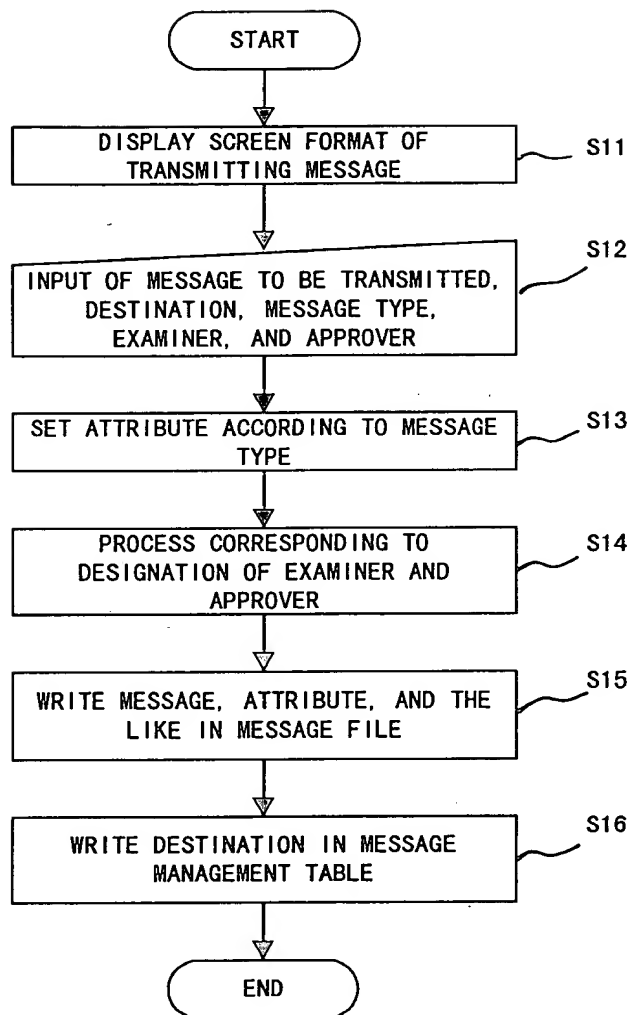 START
DISPLAY SCREEN FORMAT OF
TRANSMITTING MESSAGE
S11
INPUT OF MESSAGE TO BE TRANSMITTED,
DESTINATION, MESSAGE TYPE,
EXAMINER, AND APPROVER
S12
SET ATTRIBUTE ACCORDING TO MESSAGE
TYPE
S13
PROCESS CORRESPONDING TO
DESIGNATION OF EXAMINER AND
APPROVER
S14
WRITE MESSAGE, ATTRIBUTE, AND THE
LIKE IN MESSAGE FILE
S15
WRITE DESTINATION IN MESSAGE
MANAGEMENT TABLE
S16
END